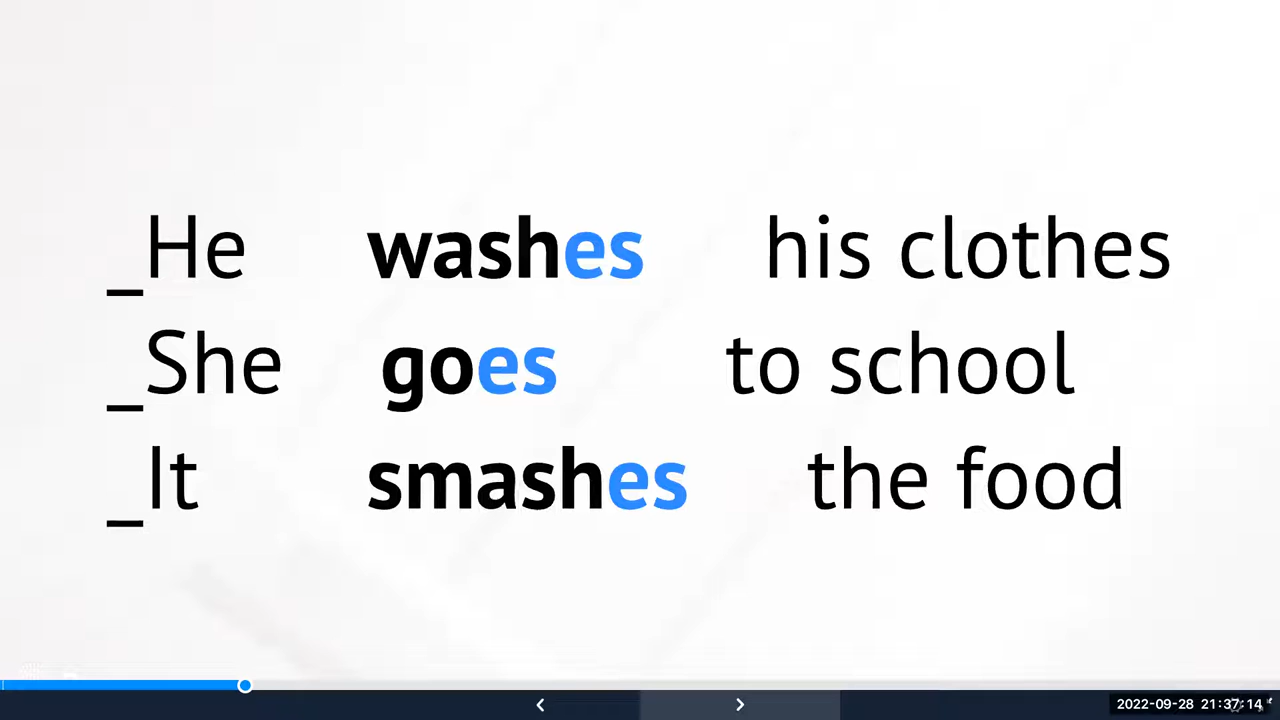 _He washes his clothes
_She goes to school
_It smashes the food
2022-09-28 21:37:14